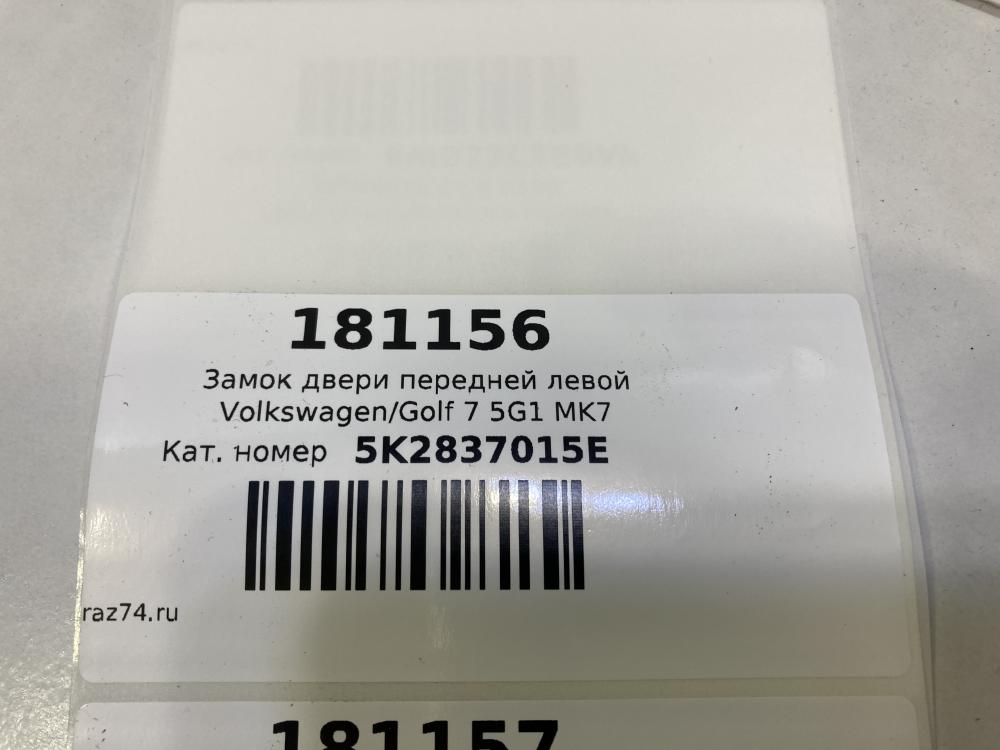 181156
Замок двери передней левой
Volkswagen/Golf 7 5G1 MK7
Кат. номер 5K2837015E
raz74.ru
181157